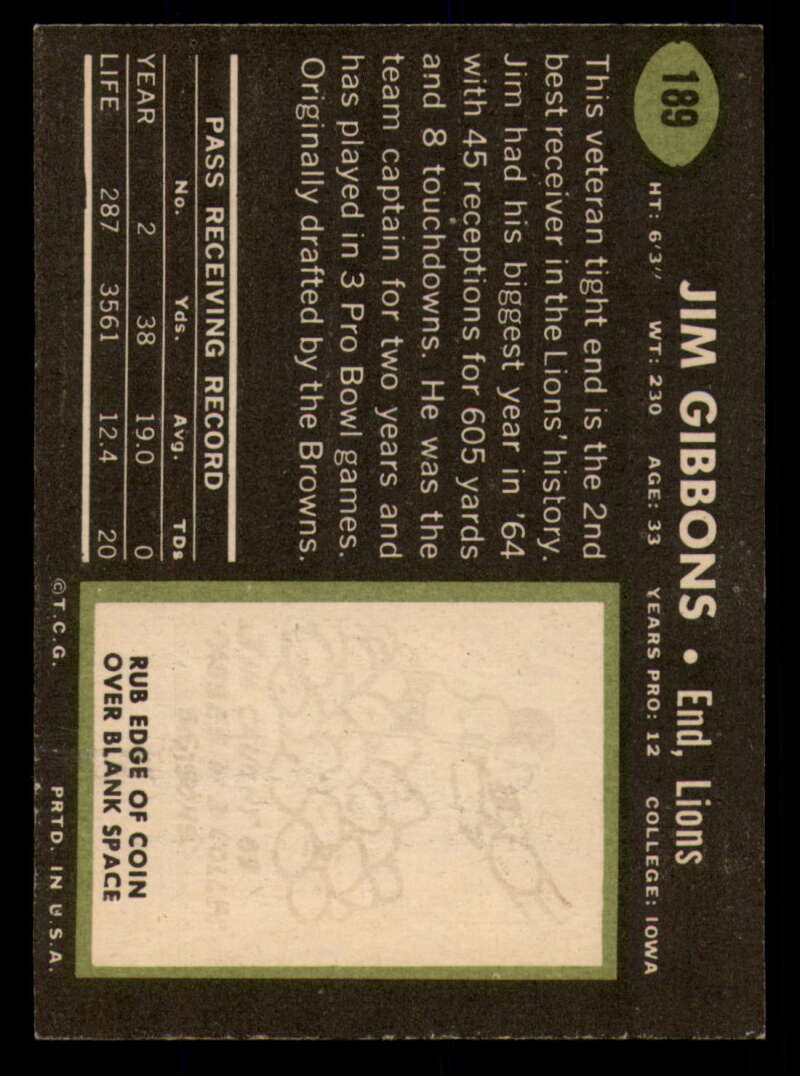 189
JIM GIBBONS • End, Lions
HT: 6'3" WT: 230 AGE: 33 YEARS PRO: 12 COLLEGE: IOWA
This veteran tight end is the 2nd
best receiver in the Lions' history.
Jim had his biggest year in '64
with 45 receptions for 605 yards
and 8 touchdowns. He was the
team captain for two years and
has played in 3 Pro Bowl games.
Originally drafted by the Browns.
PASS RECEIVING RECORD
No. Yds. Avg. TDs
YEAR 2 38 19.0 0
LIFE 287 3561 12.4 20
RUB EDGE OF COIN
OVER BLANK SPACE
© T.C.G. PRTD. IN U.S.A.